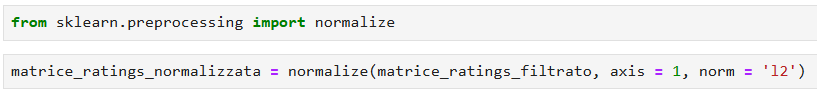 from sklearn.preprocessing import normalize
matrice_ratings_normalizzata = normalize(matrice_ratings_filtrato, axis = 1, norm = 'l2')